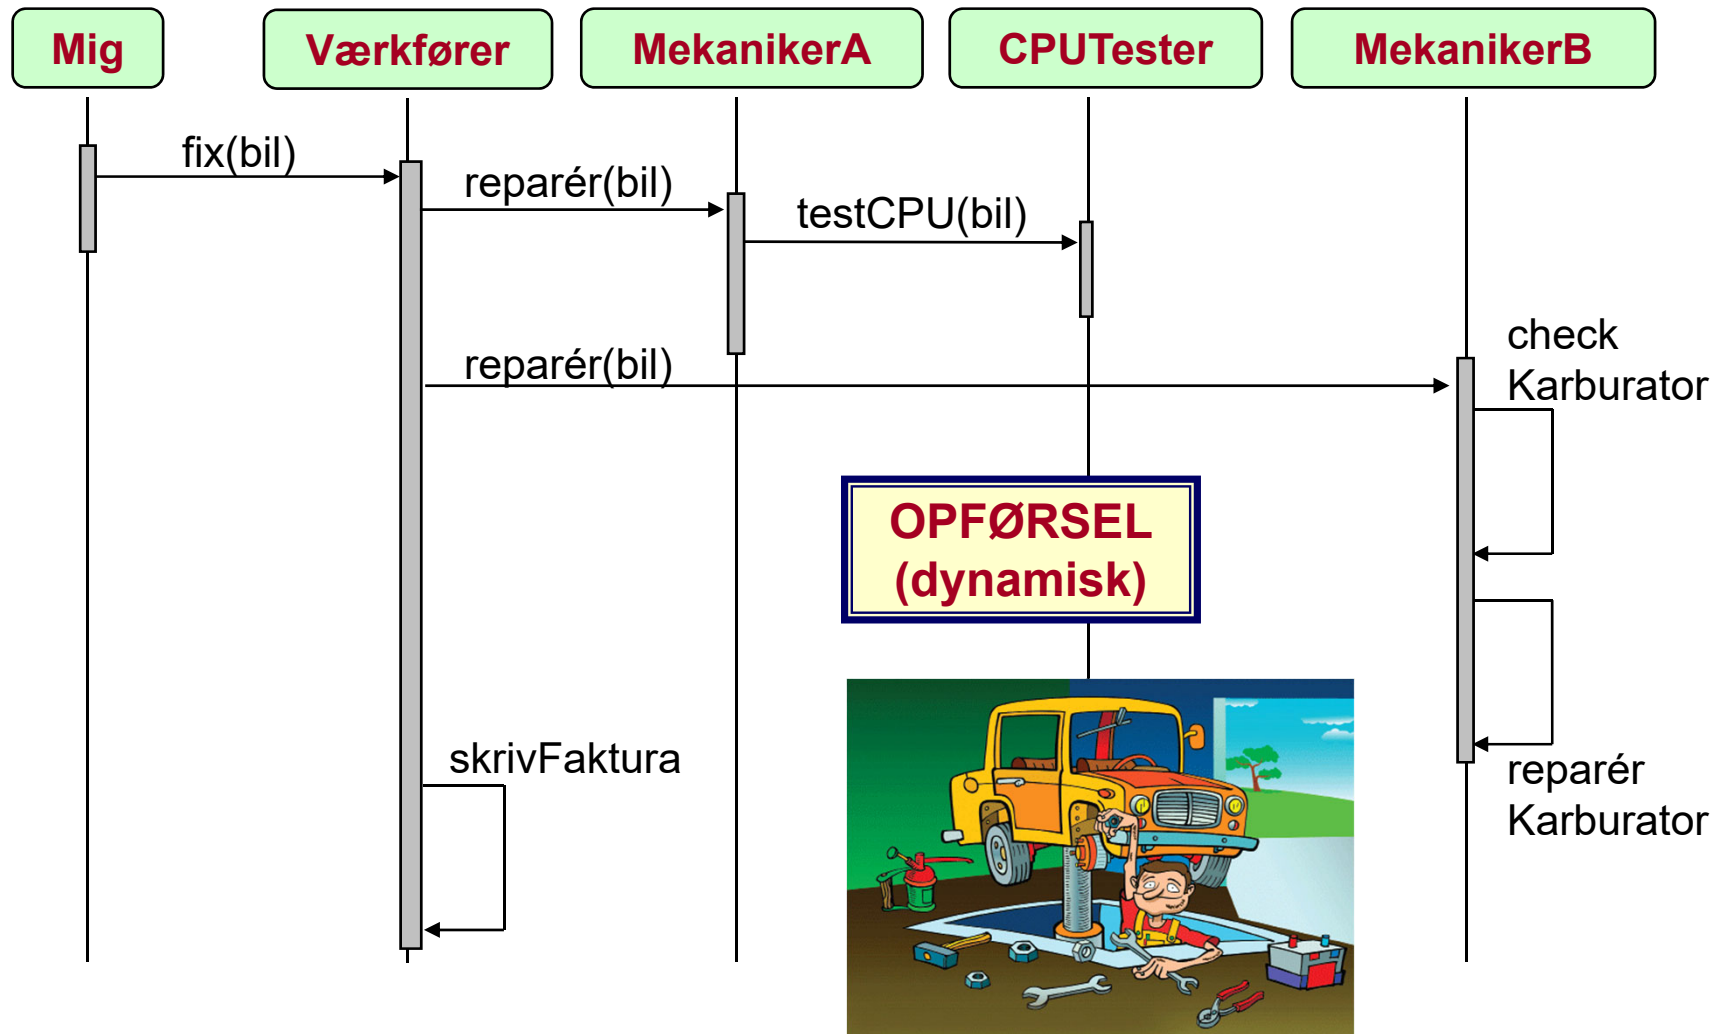 Mig
Værkfører
MekanikerA
CPUTester
MekanikerB
fix(bil)
reparér(bil)
testCPU(bil)
reparér(bil)
check
Karburator
OPFØRSEL
(dynamisk)
skrivFaktura
reparér
Karburator